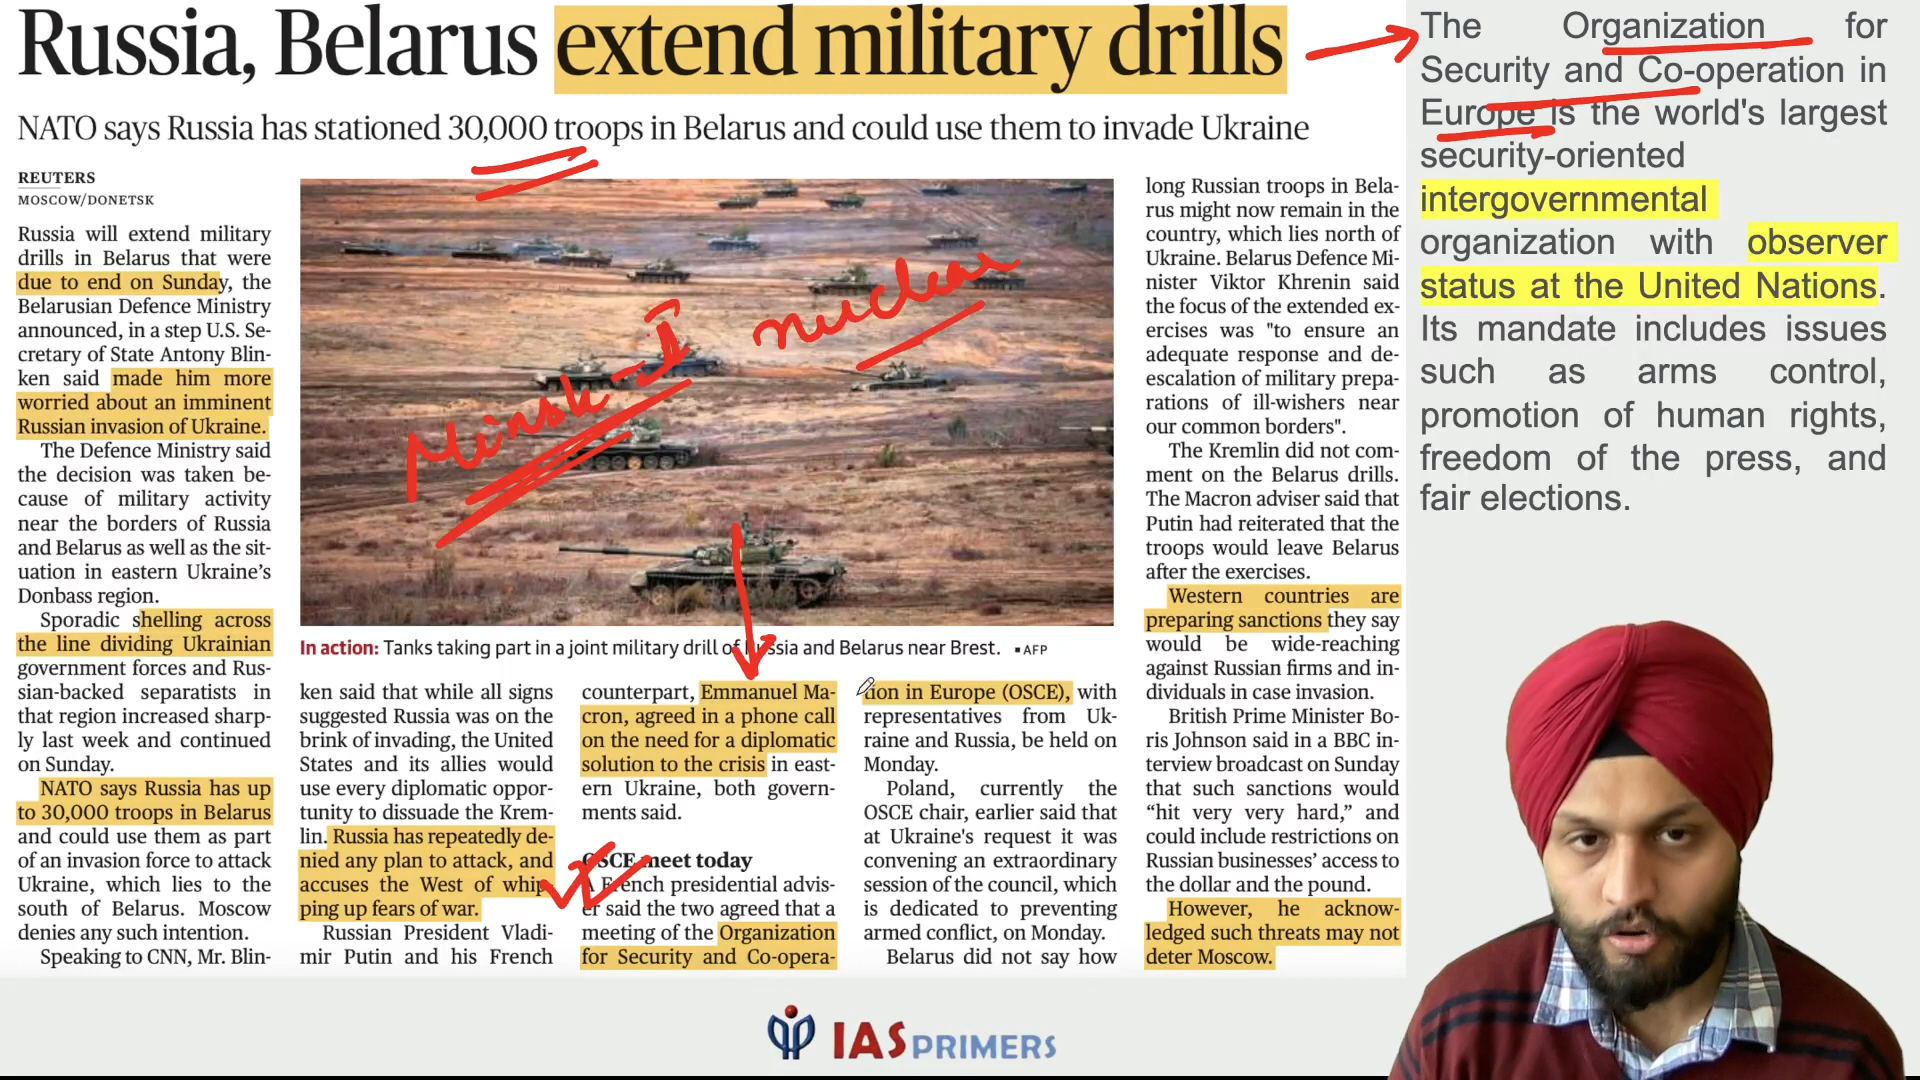 Russia, Belarus extend military drills
NATO says Russia has stationed 30,000 troops in Belarus and could use them to invade Ukraine
REUTERS
MOSCOW/DONETSK
Russia will extend military
drills in Belarus that were
due to end on Sunday, the
Belarusian Defence Ministry
announced, in a step U.S. Se-
cretary of State Antony Blin-
ken said made him more
worried about an imminent
Russian invasion of Ukraine.
The Defence Ministry said
the decision was taken be-
cause of military activity
near the borders of Russia
and Belarus as well as the sit-
uation in eastern Ukraine's
Donbass region.
Sporadic shelling across
the line dividing Ukrainian
government forces and Rus-
sian-backed separatists in
that region increased sharp-
ly last week and continued
on Sunday.
NATO says Russia has up
to 30,000 troops in Belarus
and could use them as part
of an invasion force to attack
Ukraine, which lies to the
south of Belarus. Moscow
denies any such intention.
Speaking to CNN, Mr. Blin-
Minsk-I
nuclear
In action: Tanks taking part in a joint military drill of Russia and Belarus near Brest. ▪AFP
ken said that while all signs
suggested Russia was on the
brink of invading, the United
States and its allies would
use every diplomatic oppor-
tunity to dissuade the Krem-
lin. Russia has repeatedly de-
nied any plan to attack, and
accuses the West of whip-
ping up fears of war.
Russian President Vladi-
mir Putin and his French
counterpart, Emmanuel Ma-
cron, agreed in a phone call
on the need for a diplomatic
solution to the crisis in east-
ern Ukraine, both govern-
ments said.
OSCE meet today
A French presidential advis-
er said the two agreed that a
meeting of the Organization
for Security and Co-opera-
tion in Europe (OSCE), with
representatives from Uk-
raine and Russia, be held on
Monday.
Poland, currently the
OSCE chair, earlier said that
at Ukraine's request it was
convening an extraordinary
session of the council, which
is dedicated to preventing
armed conflict, on Monday.
Belarus did not say how
long Russian troops in Bela-
rus might now remain in the
country, which lies north of
Ukraine. Belarus Defence Mi-
nister Viktor Khrenin said
the focus of the extended ex-
ercises was "to ensure an
adequate response and de-
escalation of military prepa-
rations of ill-wishers near
our common borders".
The Kremlin did not com-
ment on the Belarus drills.
The Macron adviser said that
Putin had reiterated that the
troops would leave Belarus
after the exercises.
Western countries are
preparing sanctions they say
would be wide-reaching
against Russian firms and in-
dividuals in case invasion.
British Prime Minister Bo-
ris Johnson said in a BBC in-
terview broadcast on Sunday
that such sanctions would
“hit very very hard,” and
could include restrictions on
Russian businesses’ access to
the dollar and the pound.
However, he acknow-
ledged such threats may not
deter Moscow.
The Organization for
Security and Co-operation in
Europe is the world's largest
security-oriented
intergovernmental
organization with observer
status at the United Nations.
Its mandate includes issues
such as arms control,
promotion of human rights,
freedom of the press, and
fair elections.
IAS PRIMERS